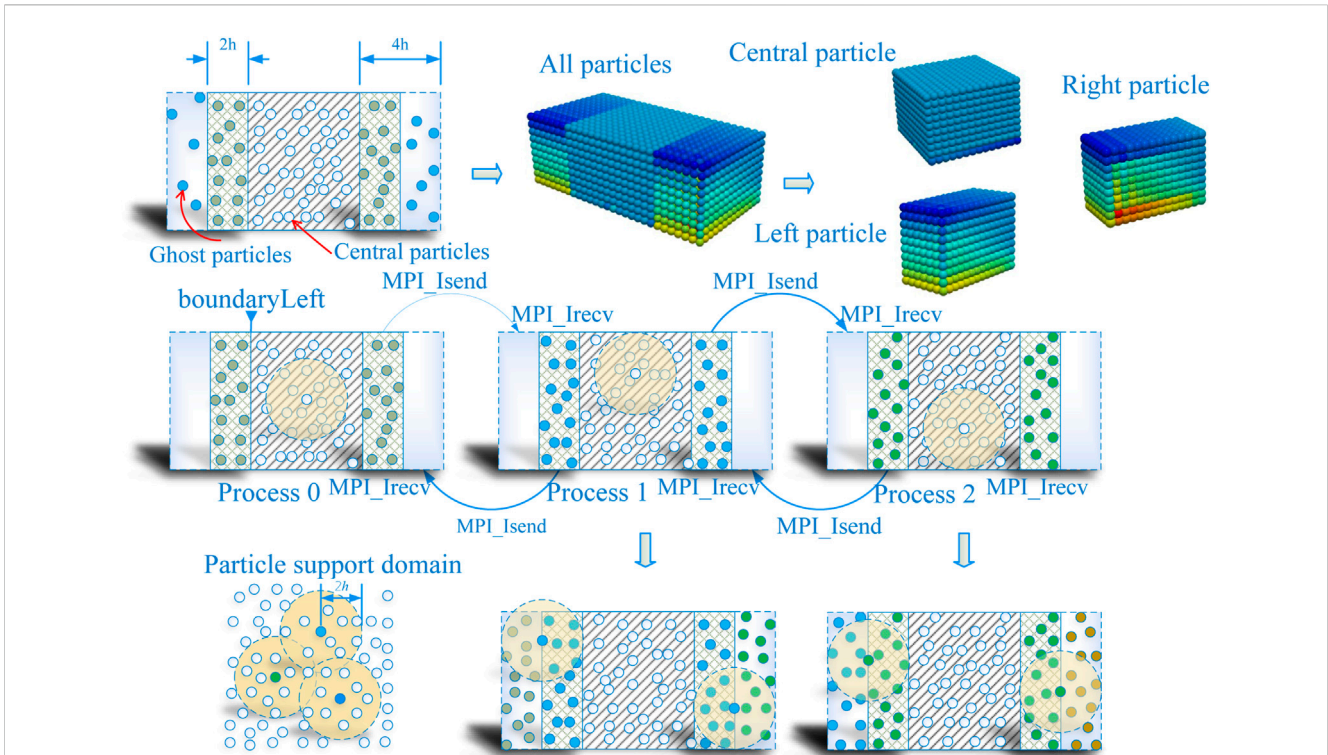 2h
4h
All particles
Central particle
Right particle
Left particle
Ghost particles
Central particles
boundaryLeft
MPI_Isend
MPI_Irecv
MPI_Isend
MPI_Irecv
Process 0
MPI_Irecv
Process 1
MPI_Irecv
Process 2
MPI_Irecv
MPI_Isend
MPI_Isend
Particle support domain
2h